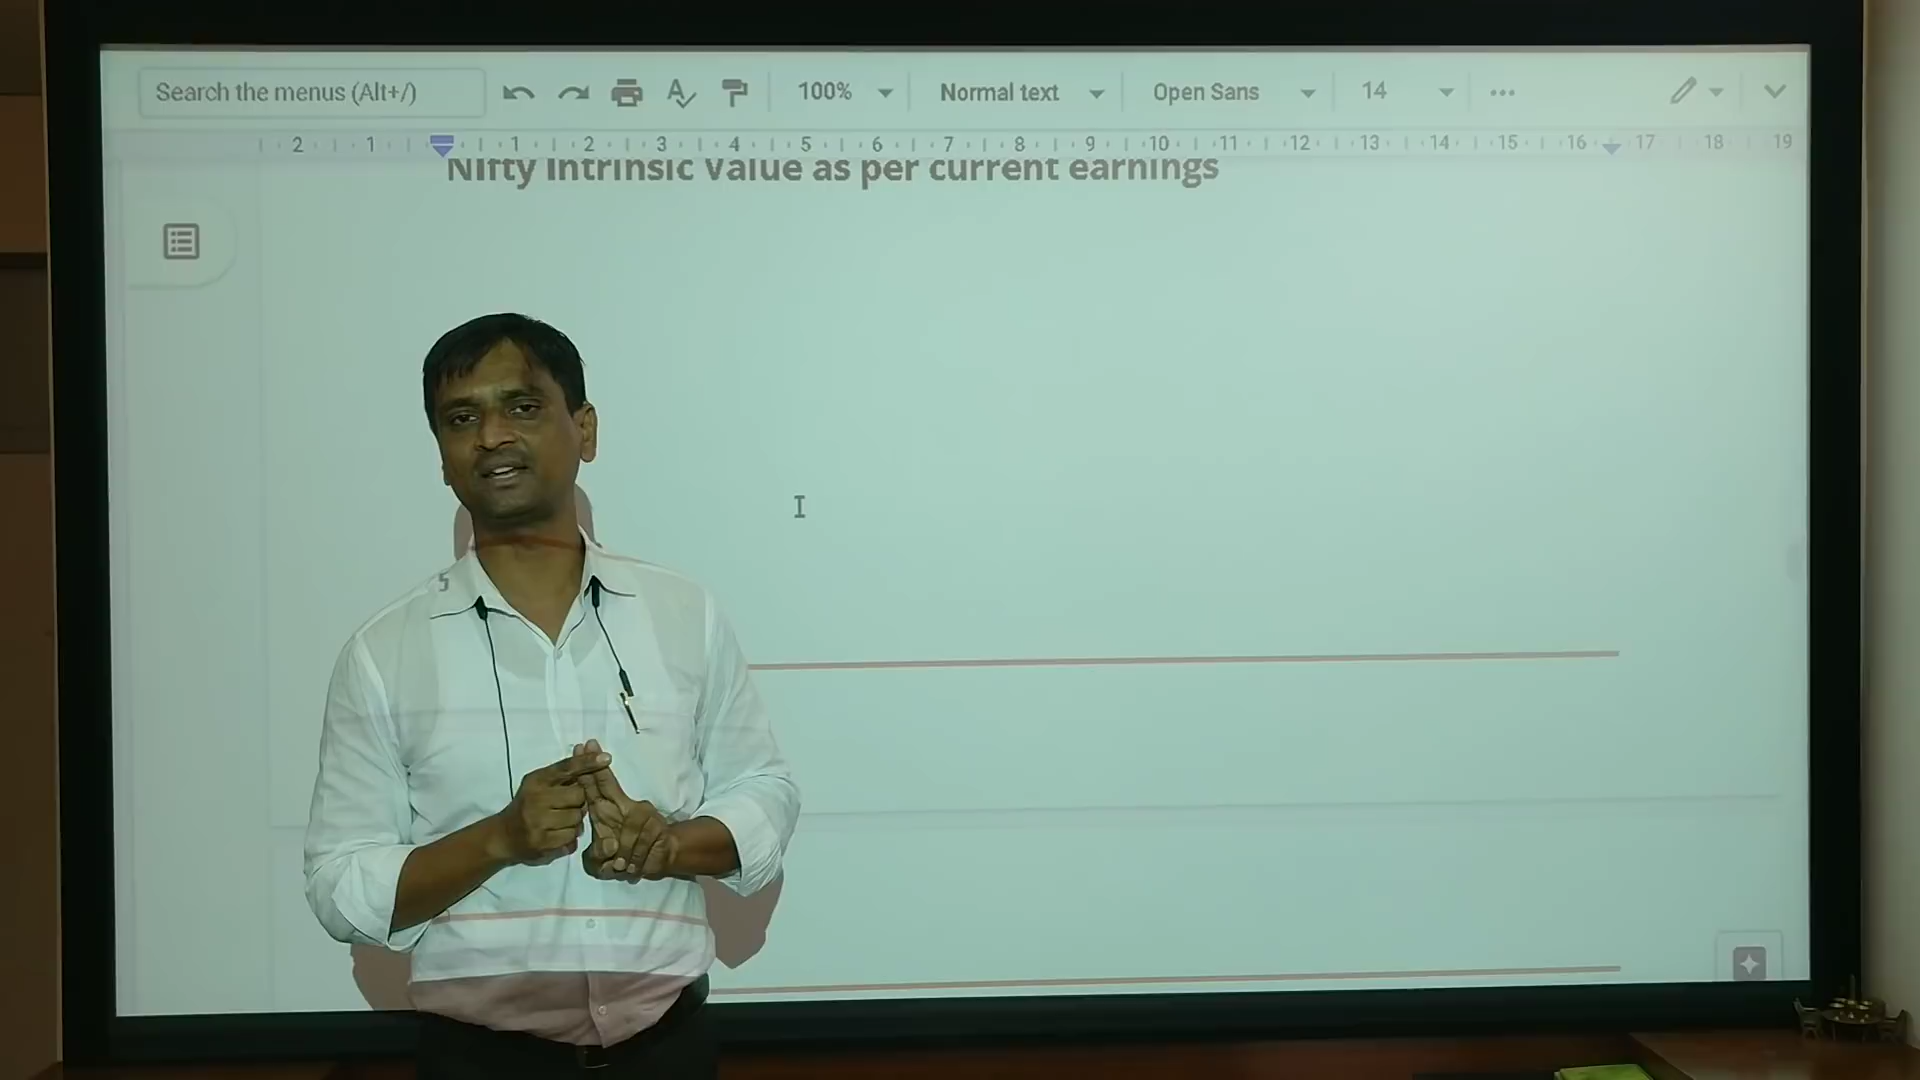 Search the menus (Alt+/) 100% Normal text Open Sans 14
2 1 1 2 3 4 5 6 7 8 9 10 11 12 13 14 15 16 17 18 19
Nifty Intrinsic Value as per current earnings
5